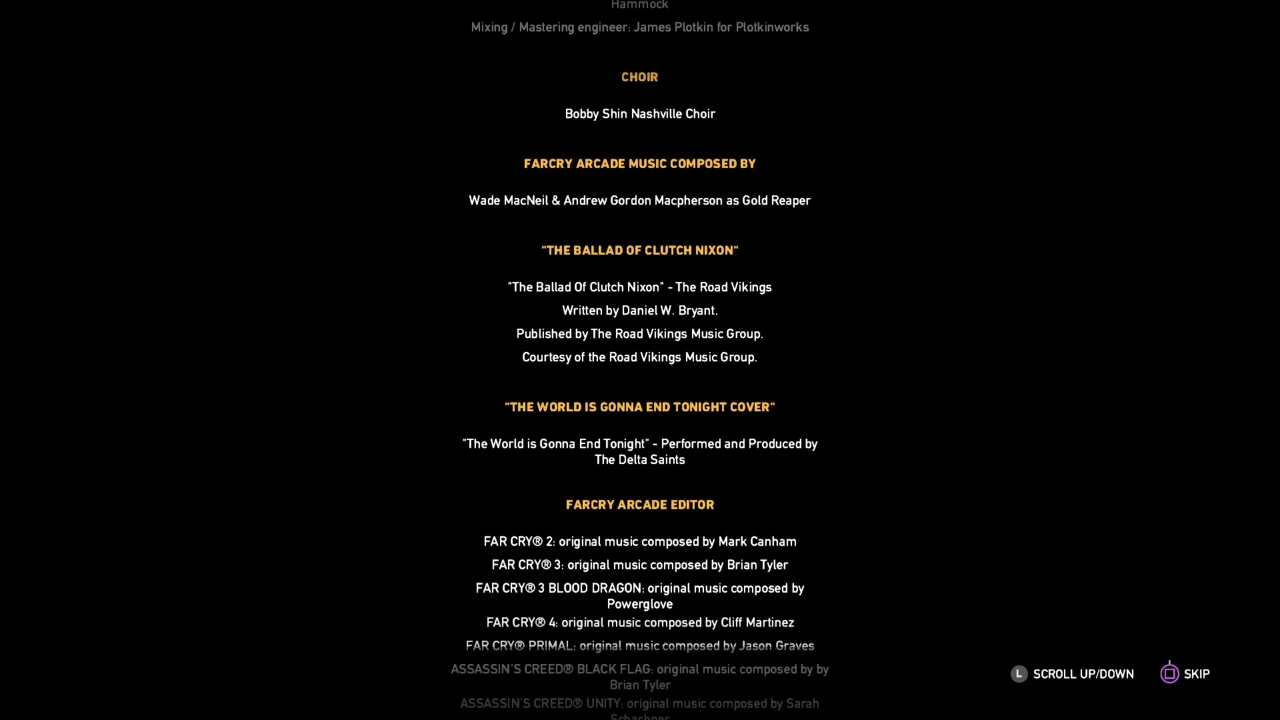 Hammock
Mixing / Mastering engineer: James Plotkin for Plotkinworks
CHOIR
Bobby Shin Nashville Choir
FARCRY ARCADE MUSIC COMPOSED BY
Wade MacNeil & Andrew Gordon Macpherson as Gold Reaper
"THE BALLAD OF CLUTCH NIXON"
"The Ballad Of Clutch Nixon" - The Road Vikings
Written by Daniel W. Bryant.
Published by The Road Vikings Music Group.
Courtesy of the Road Vikings Music Group.
"THE WORLD IS GONNA END TONIGHT COVER"
"The World is Gonna End Tonight" - Performed and Produced by
The Delta Saints
FARCRY ARCADE EDITOR
FAR CRY® 2: original music composed by Mark Canham
FAR CRY® 3: original music composed by Brian Tyler
FAR CRY® 3 BLOOD DRAGON: original music composed by
Powerglove
FAR CRY® 4: original music composed by Cliff Martinez
FAR CRY® PRIMAL: original music composed by Jason Graves
ASSASSIN'S CREED® BLACK FLAG: original music composed by by
Brian Tyler
ASSASSIN'S CREED® UNITY: original music composed by Sarah
Schachner
L SCROLL UP/DOWN
SKIP